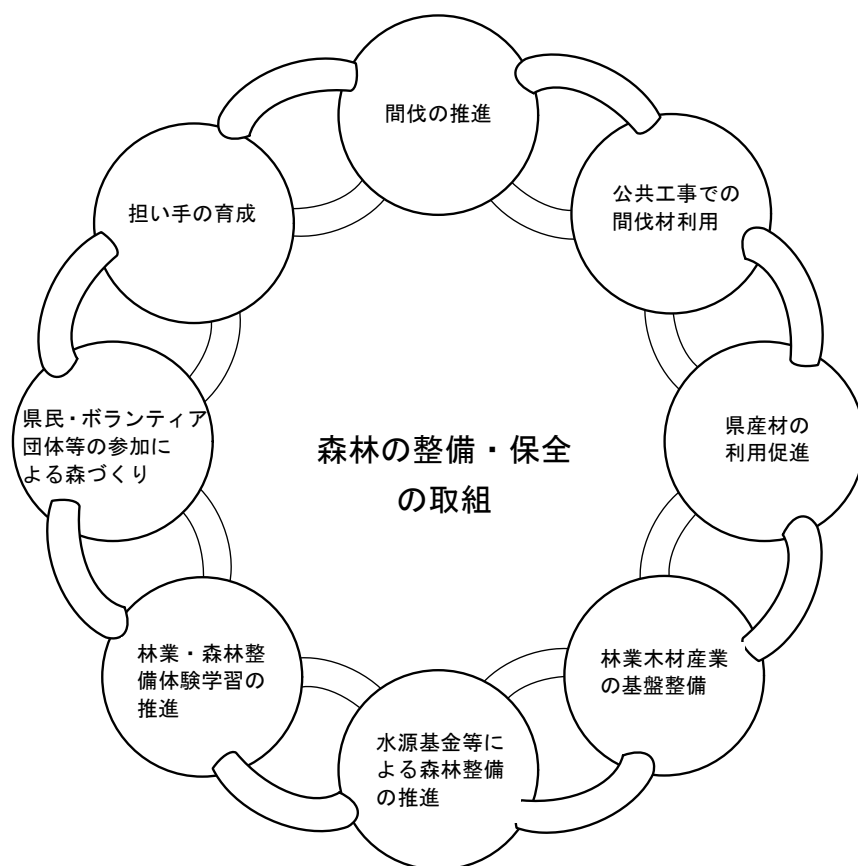 間伐の推進
公共工事での
間伐材利用
県産材の
利用促進
林業木材産業
の基盤整備
水源基金等に
よる森林整備
の推進
林業・森林整
備体験学習の
推進
県民・ボランティア
団体等の参加に
よる森づくり
担い手の育成
森林の整備・保全
の取組